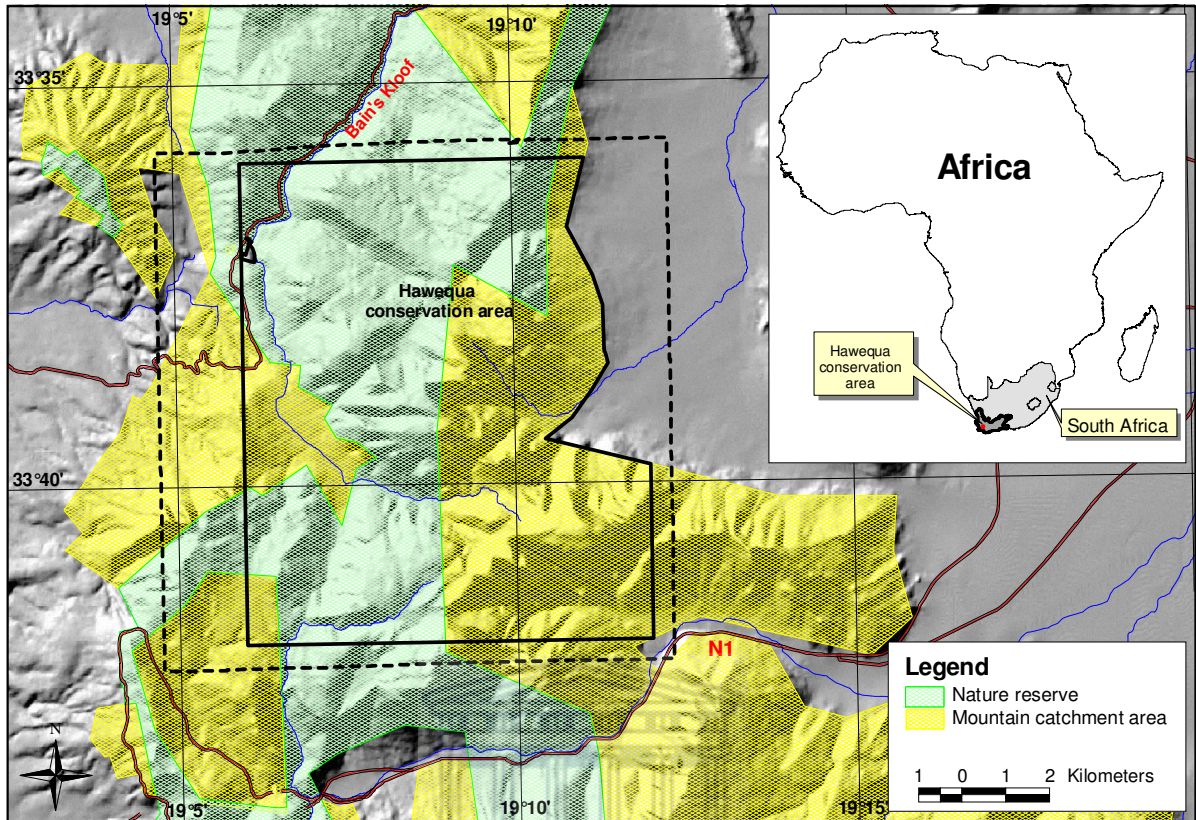 19°5'
19°10'
33°35'
Bain's Kloof
Africa
Hawequa
conservation area
Hawequa
conservation
area
South Africa
33°40'
N1
Legend
Nature reserve
Mountain catchment area
N
1 0 1 2 Kilometers
19°5'
19°10'
19°15'